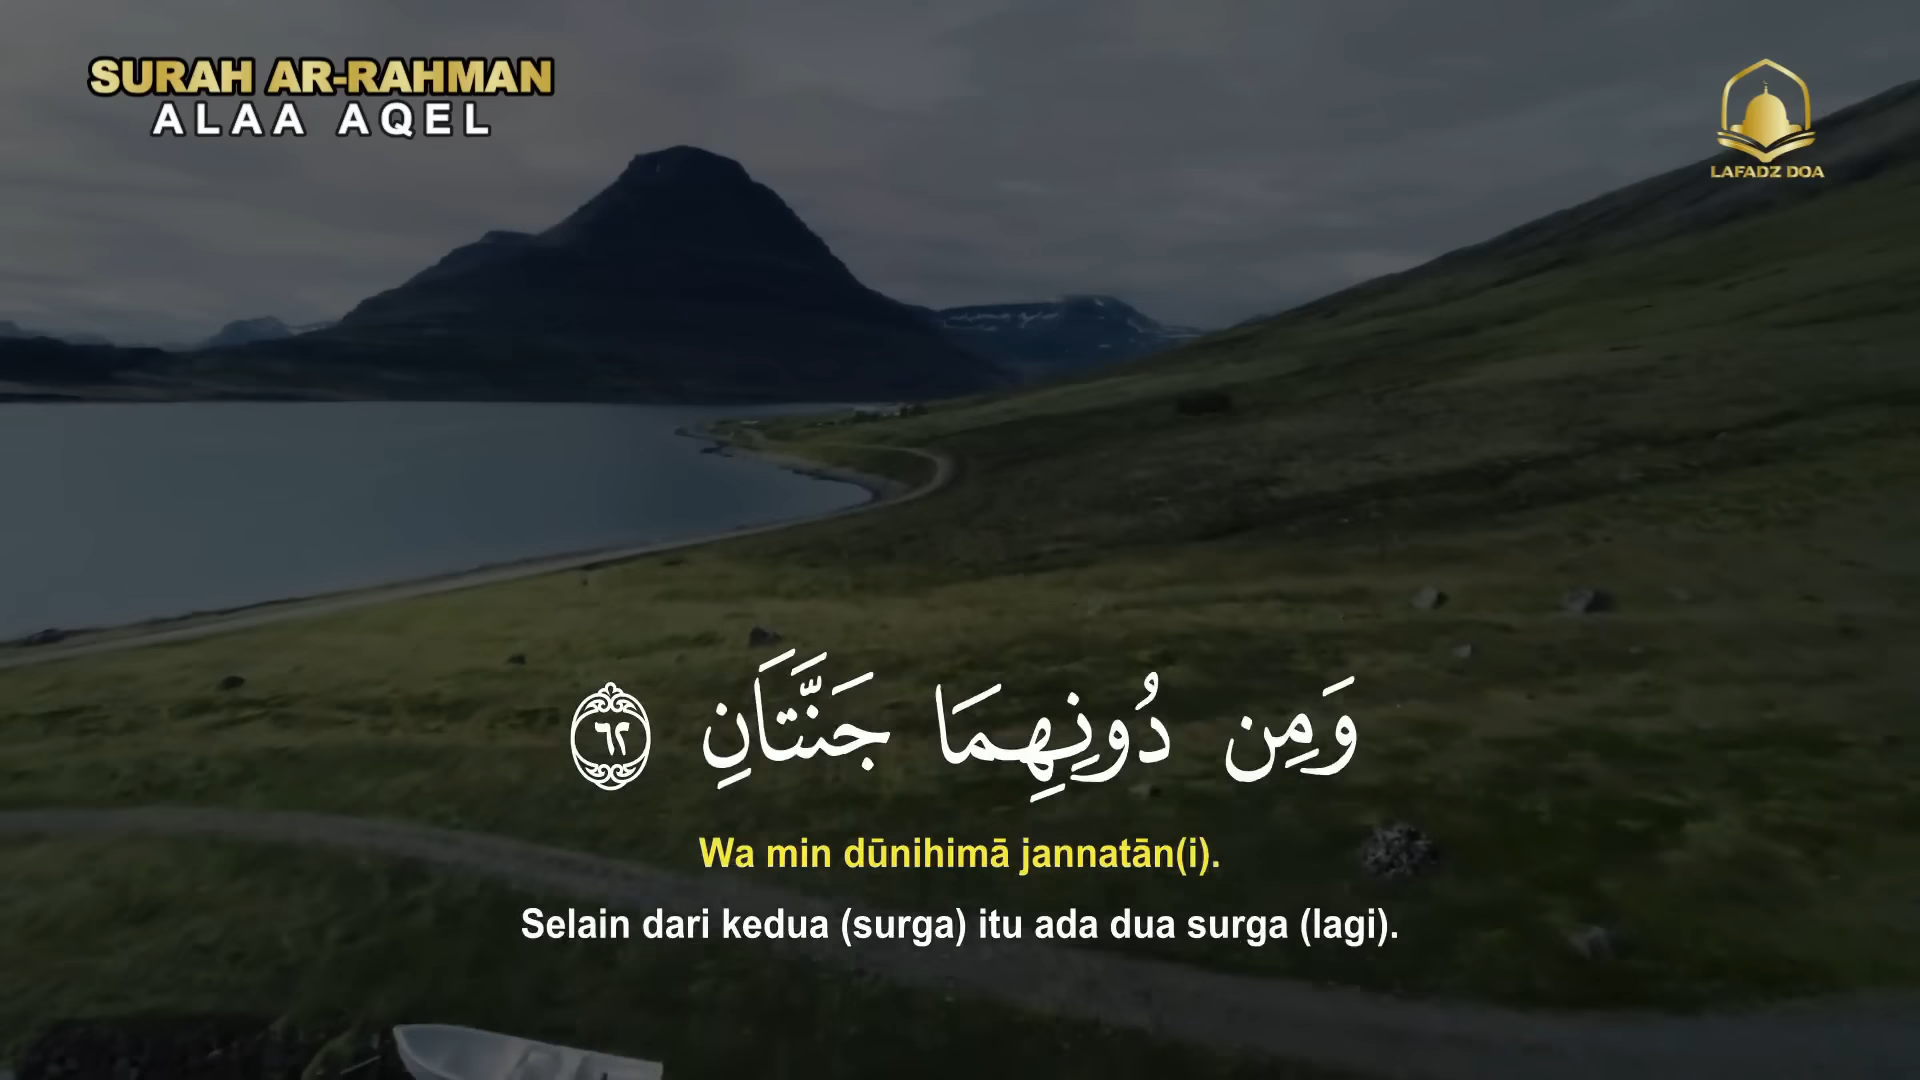 SURAH AR-RAHMAN
ALAA AQEL
LAFADZ DOA
وَمِن دُونِهِمَا جَنَّتَانِ ٦٢
Wa min dūnihimā jannatān(i).
Selain dari kedua (surga) itu ada dua surga (lagi).